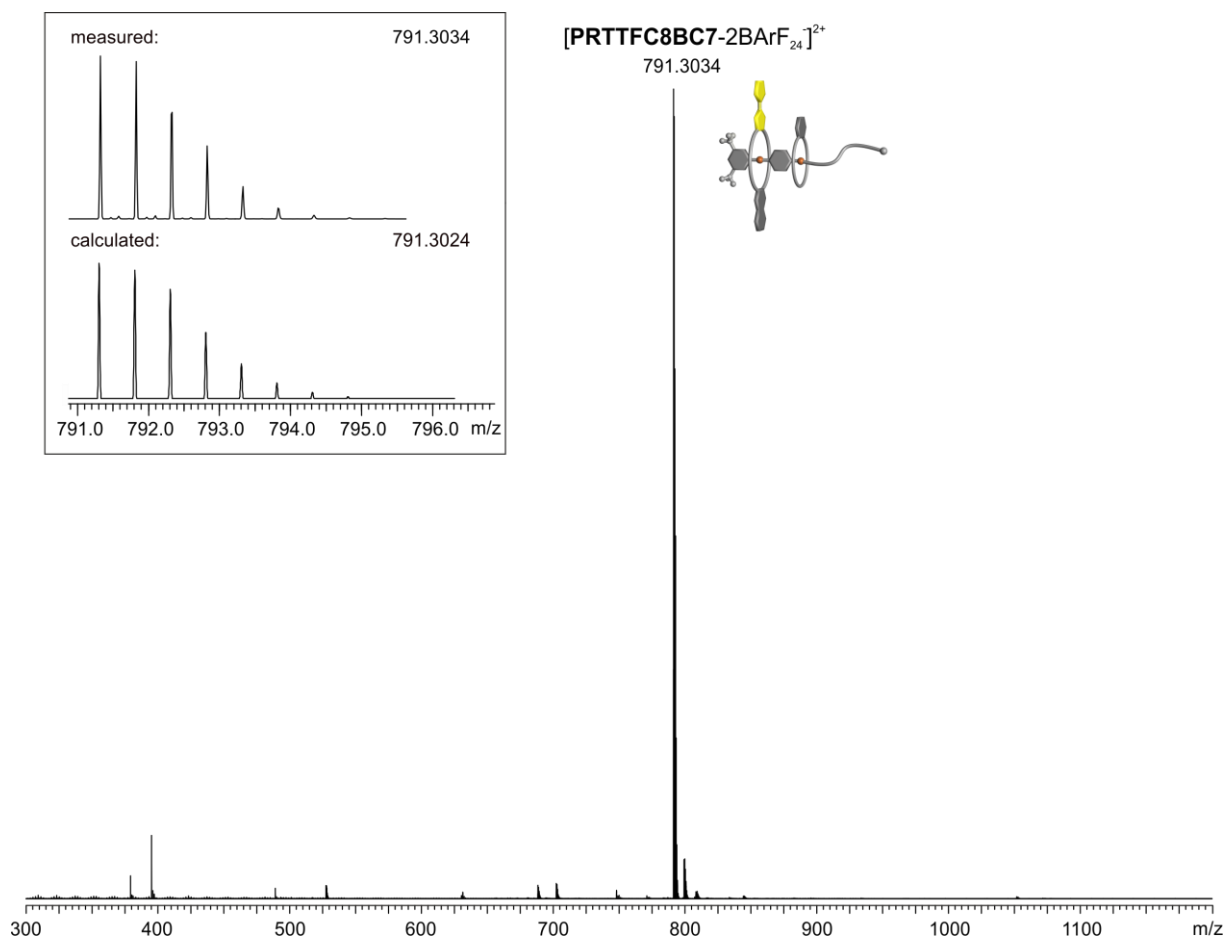 measured: 791.3034
calculated: 791.3024
791.0 792.0 793.0 794.0 795.0 796.0 m/z
[PRTTFC8BC7-2BArF₂₄]²⁺
791.3034
300 400 500 600 700 800 900 1000 1100 m/z